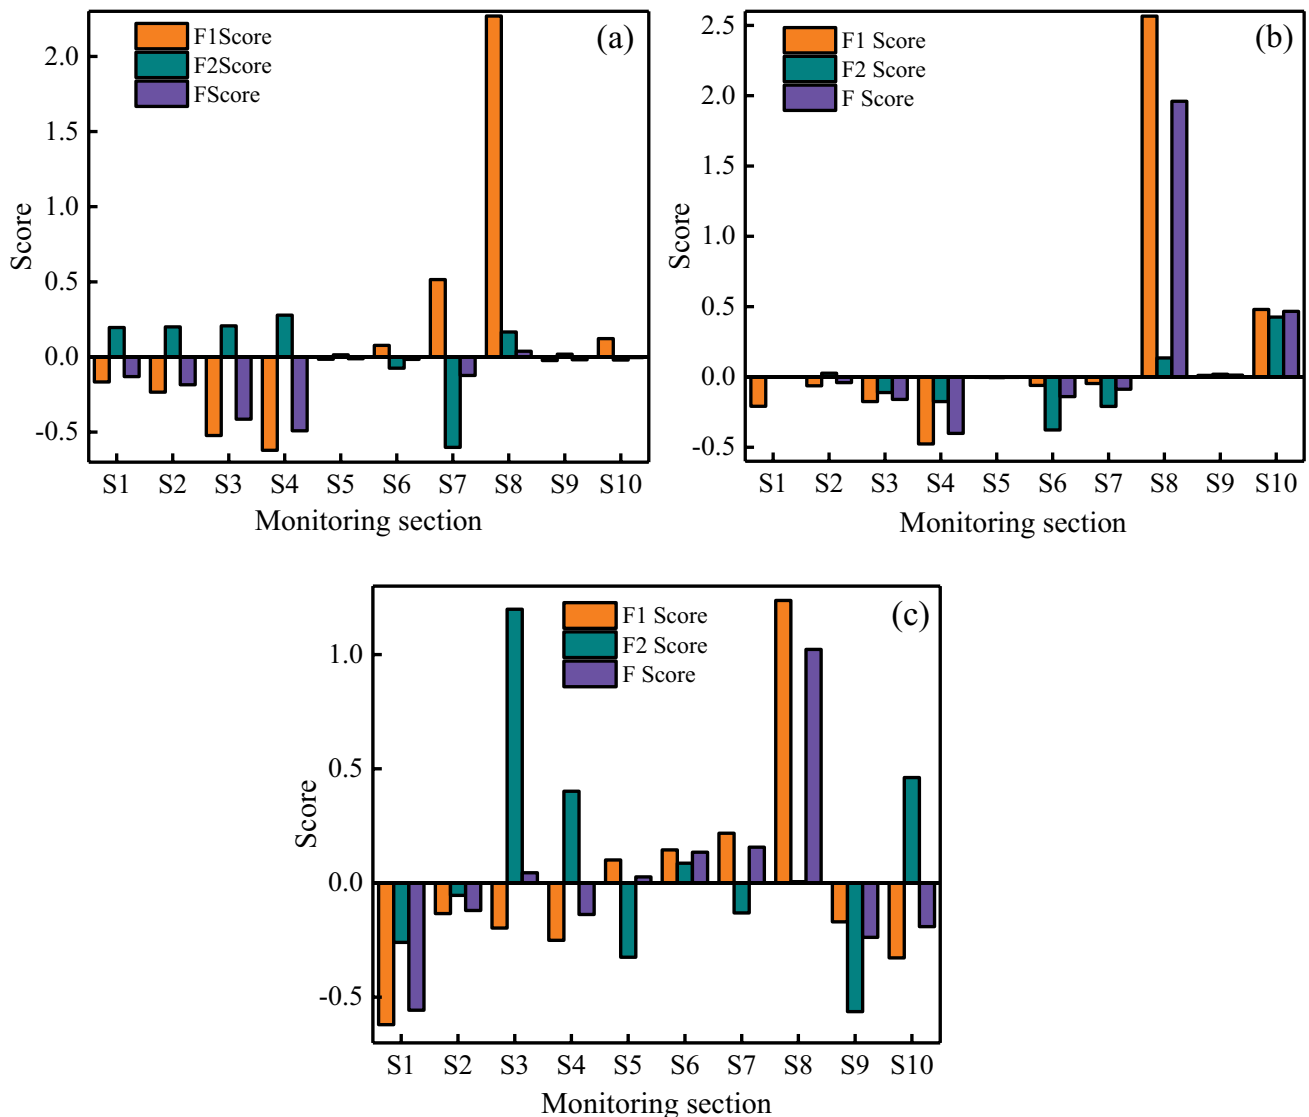 (a)
F1Score
F2Score
FScore
2.0
1.5
1.0
0.5
0.0
-0.5
Score
S1 S2 S3 S4 S5 S6 S7 S8 S9 S10
Monitoring section
(b)
F1 Score
F2 Score
F Score
2.5
2.0
1.5
1.0
0.5
0.0
-0.5
Score
S1 S2 S3 S4 S5 S6 S7 S8 S9 S10
Monitoring section
(c)
F1 Score
F2 Score
F Score
1.0
0.5
0.0
-0.5
Score
S1 S2 S3 S4 S5 S6 S7 S8 S9 S10
Monitoring section